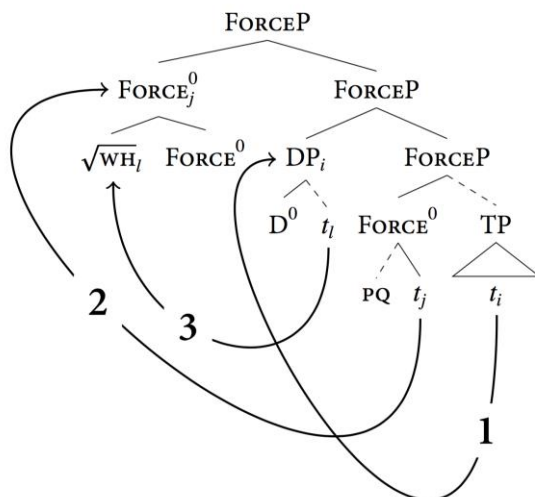 FORCEP
FORCE⁰ⱼ FORCEP
√WHₗ FORCE⁰ DPᵢ FORCEP
D⁰ tₗ FORCE⁰ TP
PQ tⱼ tᵢ
2 3
1